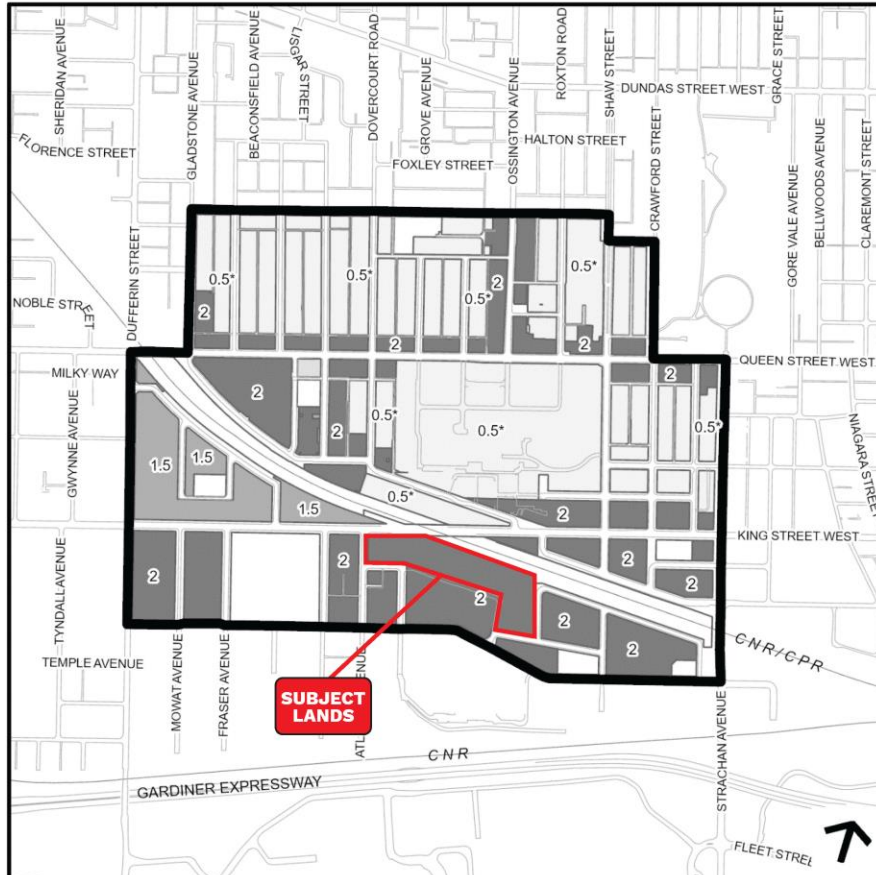 SHERIDAN AVENUE
GLADSTONE AVENUE
BEACONSFIELD AVENUE
LISGAR STREET
DOVERCOURT ROAD
GROVE AVENUE
OSSINGTON AVENUE
ROXTON ROAD
SHAW STREET
GRACE STREET
DUNDAS STREET WEST
FLORENCE STREET
HALTON STREET
FOXLEY STREET
CRAWFORD STREET
GORE VALE AVENUE
BELLWOODS AVENUE
CLAREMONT STREET
DUFFERIN STREET
0.5*
0.5*
0.5*
0.5*
2
2
NOBLE STREET
2
2
QUEEN STREET WEST
MILKY WAY
2
0.5*
0.5*
0.5*
2
GWYNNE AVENUE
NIAGARA STREET
1.5
1.5
0.5*
1.5
2
KING STREET WEST
2
2
2
2
TYNDALL AVENUE
2
2
2
CNR/CPR
TEMPLE AVENUE
MOWAT AVENUE
FRASER AVENUE
SUBJECT
LANDS
CNR
GARDINER EXPRESSWAY
STRACHAN AVENUE